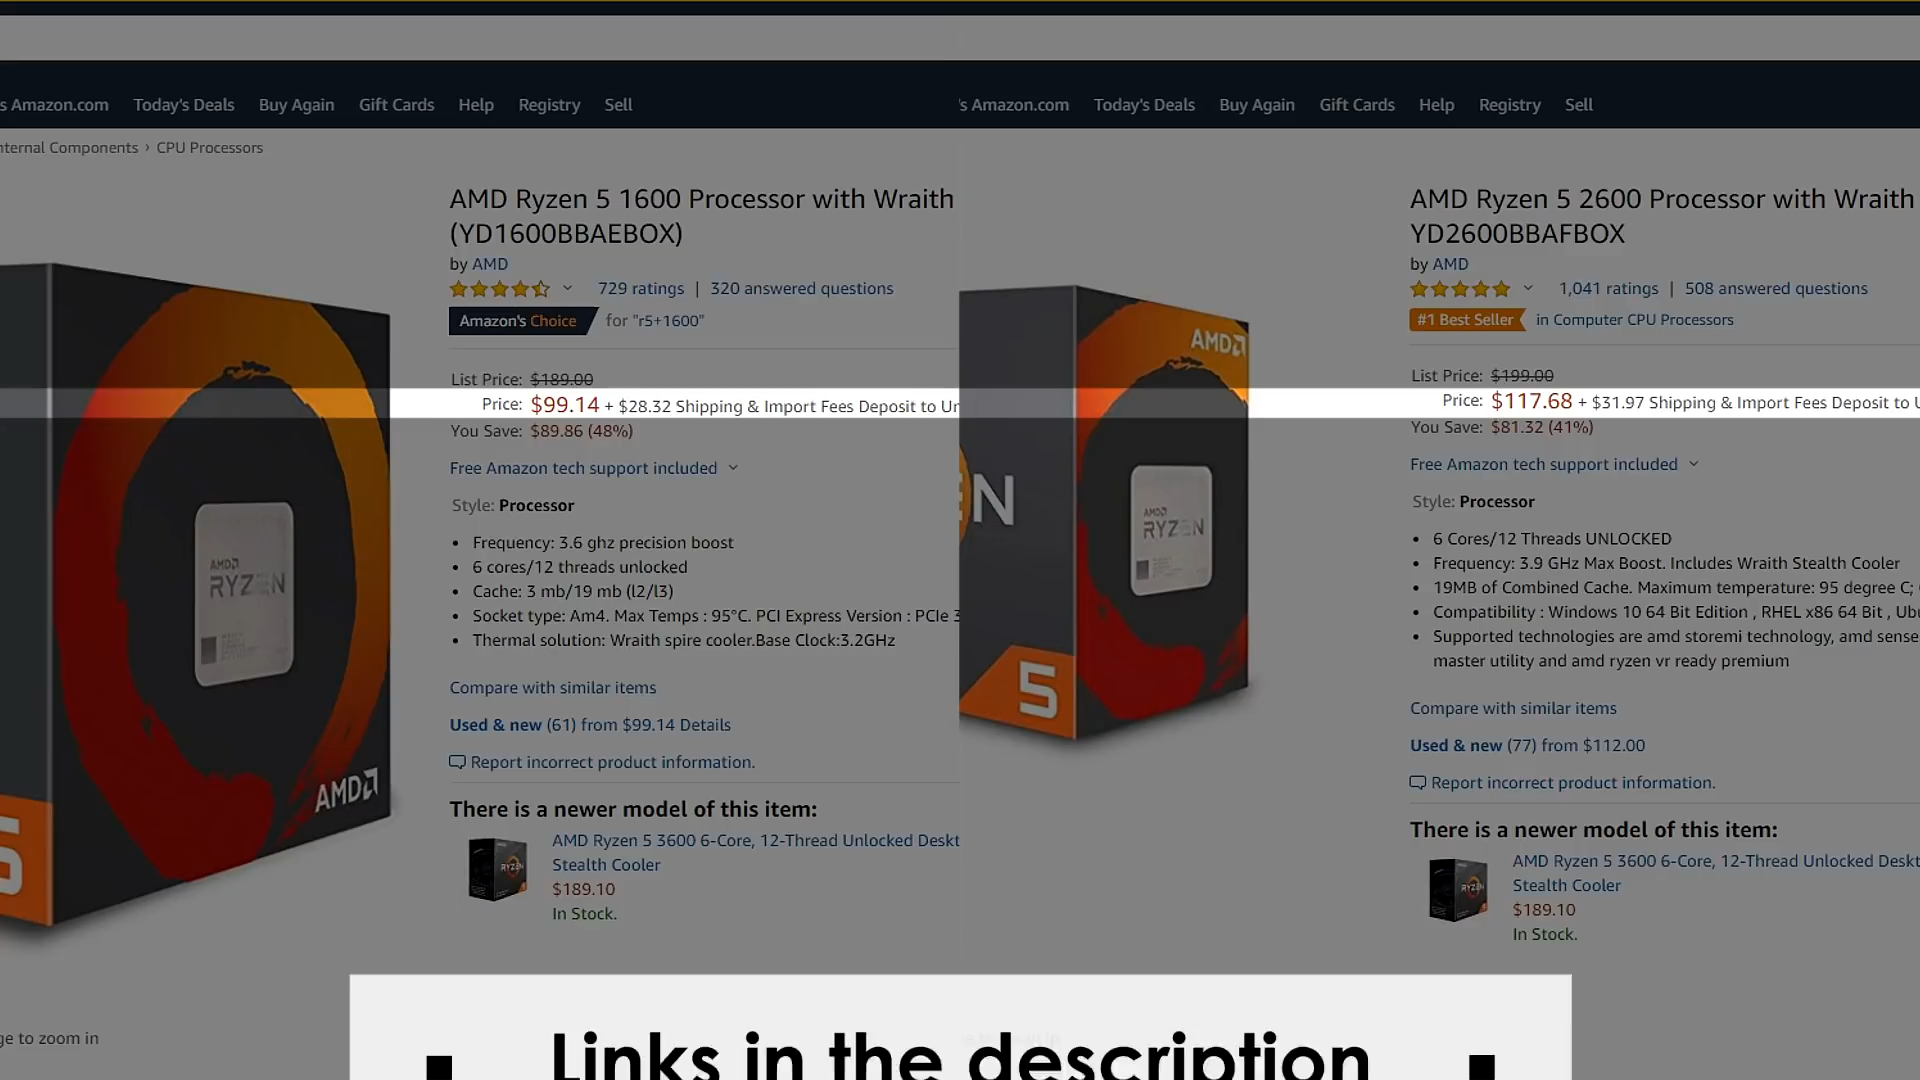 s Amazon.com Today's Deals Buy Again Gift Cards Help Registry Sell
nternal Components › CPU Processors
AMD Ryzen 5 1600 Processor with Wraith
(YD1600BBAEBOX)
by AMD
729 ratings | 320 answered questions
Amazon's Choice for "r5+1600"
List Price: $189.00
Price: $99.14 + $28.32 Shipping & Import Fees Deposit to Un
You Save: $89.86 (48%)
Free Amazon tech support included
Style: Processor
• Frequency: 3.6 ghz precision boost
• 6 cores/12 threads unlocked
• Cache: 3 mb/19 mb (l2/l3)
• Socket type: Am4. Max Temps : 95°C. PCI Express Version : PCIe 3
• Thermal solution: Wraith spire cooler.Base Clock:3.2GHz
Compare with similar items
Used & new (61) from $99.14 Details
Report incorrect product information.
There is a newer model of this item:
AMD Ryzen 5 3600 6-Core, 12-Thread Unlocked Deskt
Stealth Cooler
$189.10
In Stock.
AMD
RYZEN
AMD
5
RYZEN
ge to zoom in
's Amazon.com Today's Deals Buy Again Gift Cards Help Registry Sell
AMD Ryzen 5 2600 Processor with Wraith
YD2600BBAFBOX
by AMD
1,041 ratings | 508 answered questions
#1 Best Seller in Computer CPU Processors
List Price: $199.00
Price: $117.68 + $31.97 Shipping & Import Fees Deposit to U
You Save: $81.32 (41%)
Free Amazon tech support included
Style: Processor
• 6 Cores/12 Threads UNLOCKED
• Frequency: 3.9 GHz Max Boost. Includes Wraith Stealth Cooler
• 19MB of Combined Cache. Maximum temperature: 95 degree C;
• Compatibility : Windows 10 64 Bit Edition , RHEL x86 64 Bit , Ubu
• Supported technologies are amd storemi technology, amd sense
master utility and amd ryzen vr ready premium
Compare with similar items
Used & new (77) from $112.00
Report incorrect product information.
There is a newer model of this item:
AMD Ryzen 5 3600 6-Core, 12-Thread Unlocked Deskt
Stealth Cooler
$189.10
In Stock.
AMD
EN
AMD
RYZEN
5
RYZEN
Links in the description